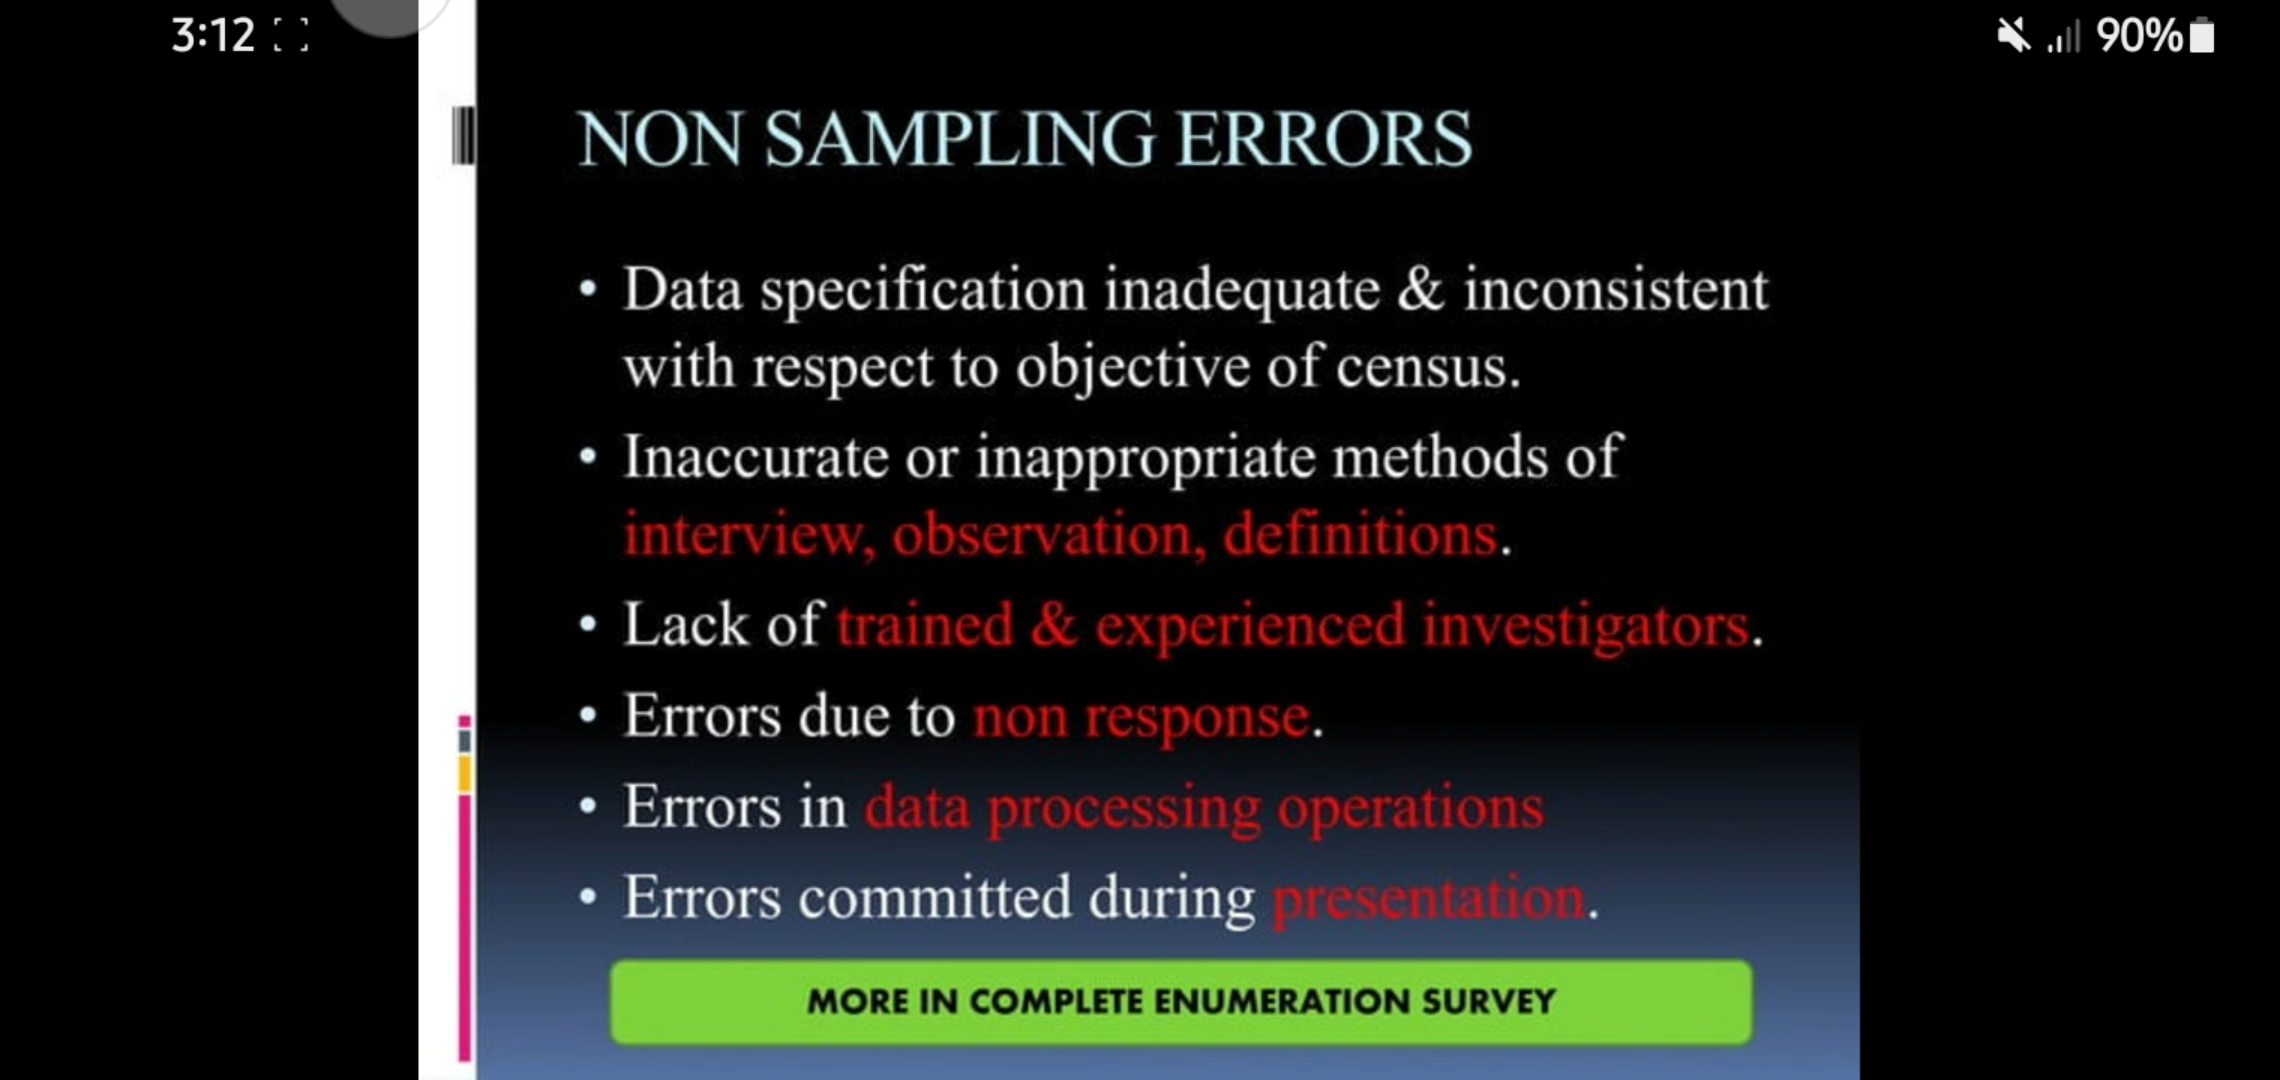 3:12
90%
NON SAMPLING ERRORS
• Data specification inadequate & inconsistent
with respect to objective of census.
• Inaccurate or inappropriate methods of
interview, observation, definitions.
• Lack of trained & experienced investigators.
• Errors due to non response.
• Errors in data processing operations
• Errors committed during presentation.
MORE IN COMPLETE ENUMERATION SURVEY